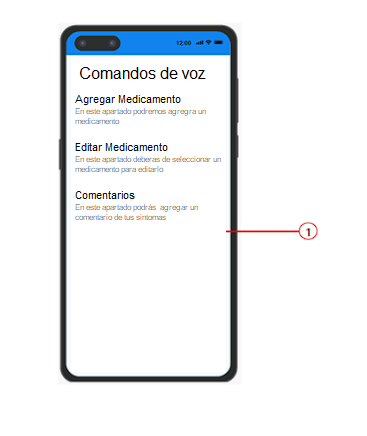 12:00
Comandos de voz
Agregar Medicamento
En este apartado podremos agregra un
medicamento
Editar Medicamento
En este apartado deberas de seleccionar un
medicamento para editarlo
Comentarios
En este apartado podrás agregar un
comentario de tus sintomas
1